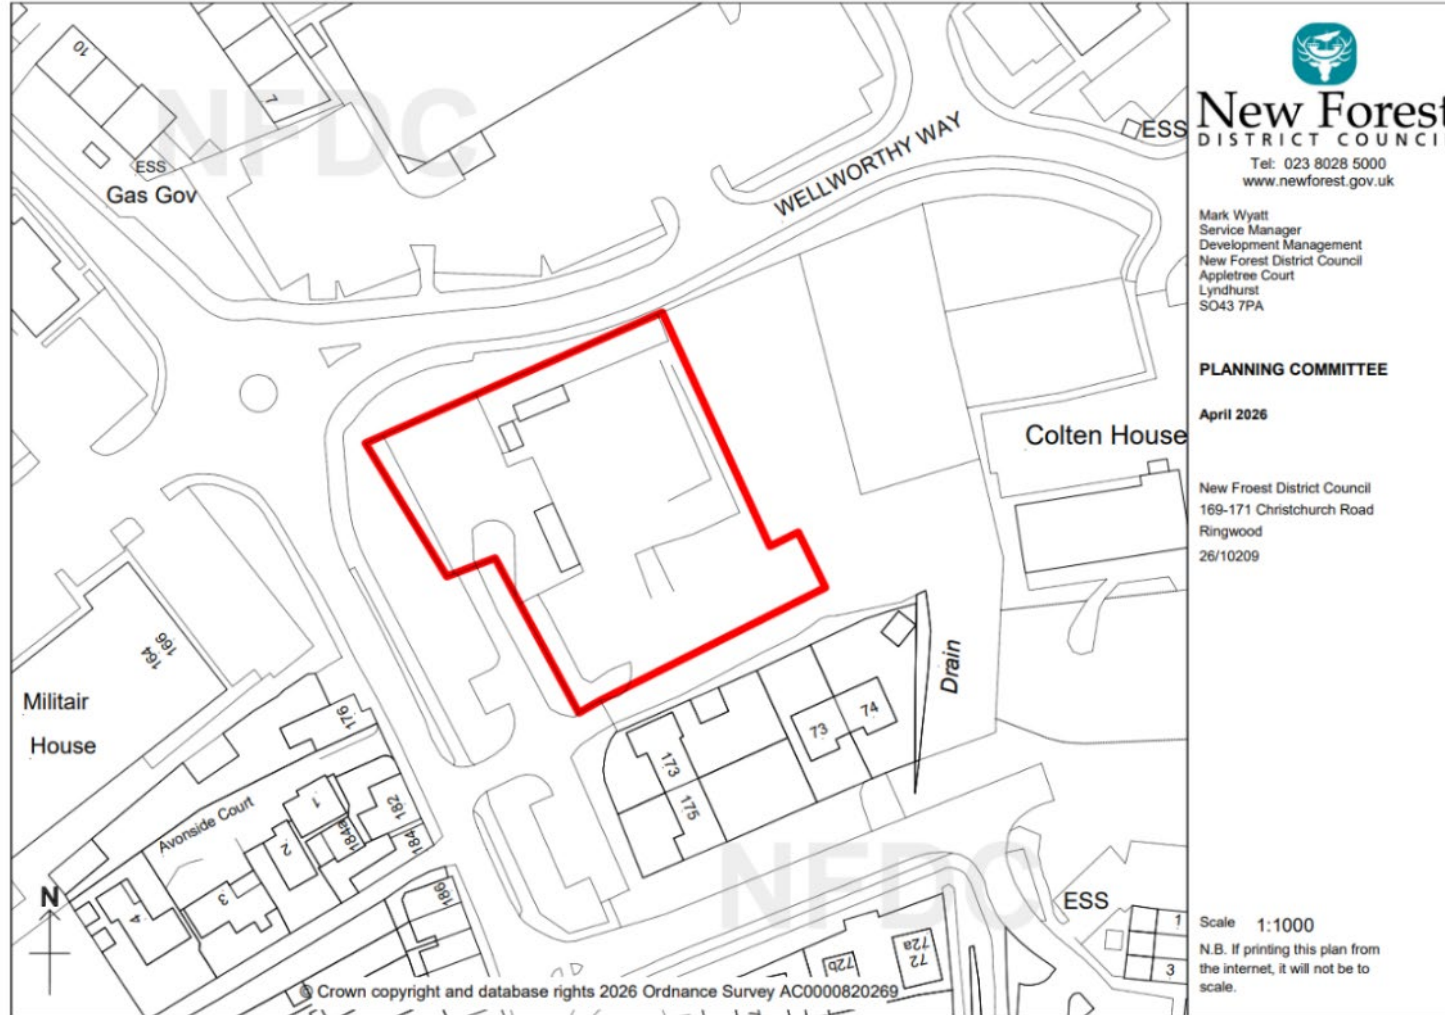 10
7
NFDC
ESS
Gas Gov
WELLWORTHY WAY
ESS
Colten House
164
166
Militair
House
176
Avonside Court
1
2
3
4
182
184a
184
186
173
175
73
74
Drain
NFDC
ESS
72b
72a
72
1
3
N
© Crown copyright and database rights 2026 Ordnance Survey AC0000820269
New Forest
DISTRICT COUNCI
Tel: 023 8028 5000
www.newforest.gov.uk
Mark Wyatt
Service Manager
Development Management
New Forest District Council
Appletree Court
Lyndhurst
SO43 7PA
PLANNING COMMITTEE
April 2026
New Froest District Council
169-171 Christchurch Road
Ringwood
26/10209
Scale 1:1000
N.B. If printing this plan from
the internet, it will not be to
scale.